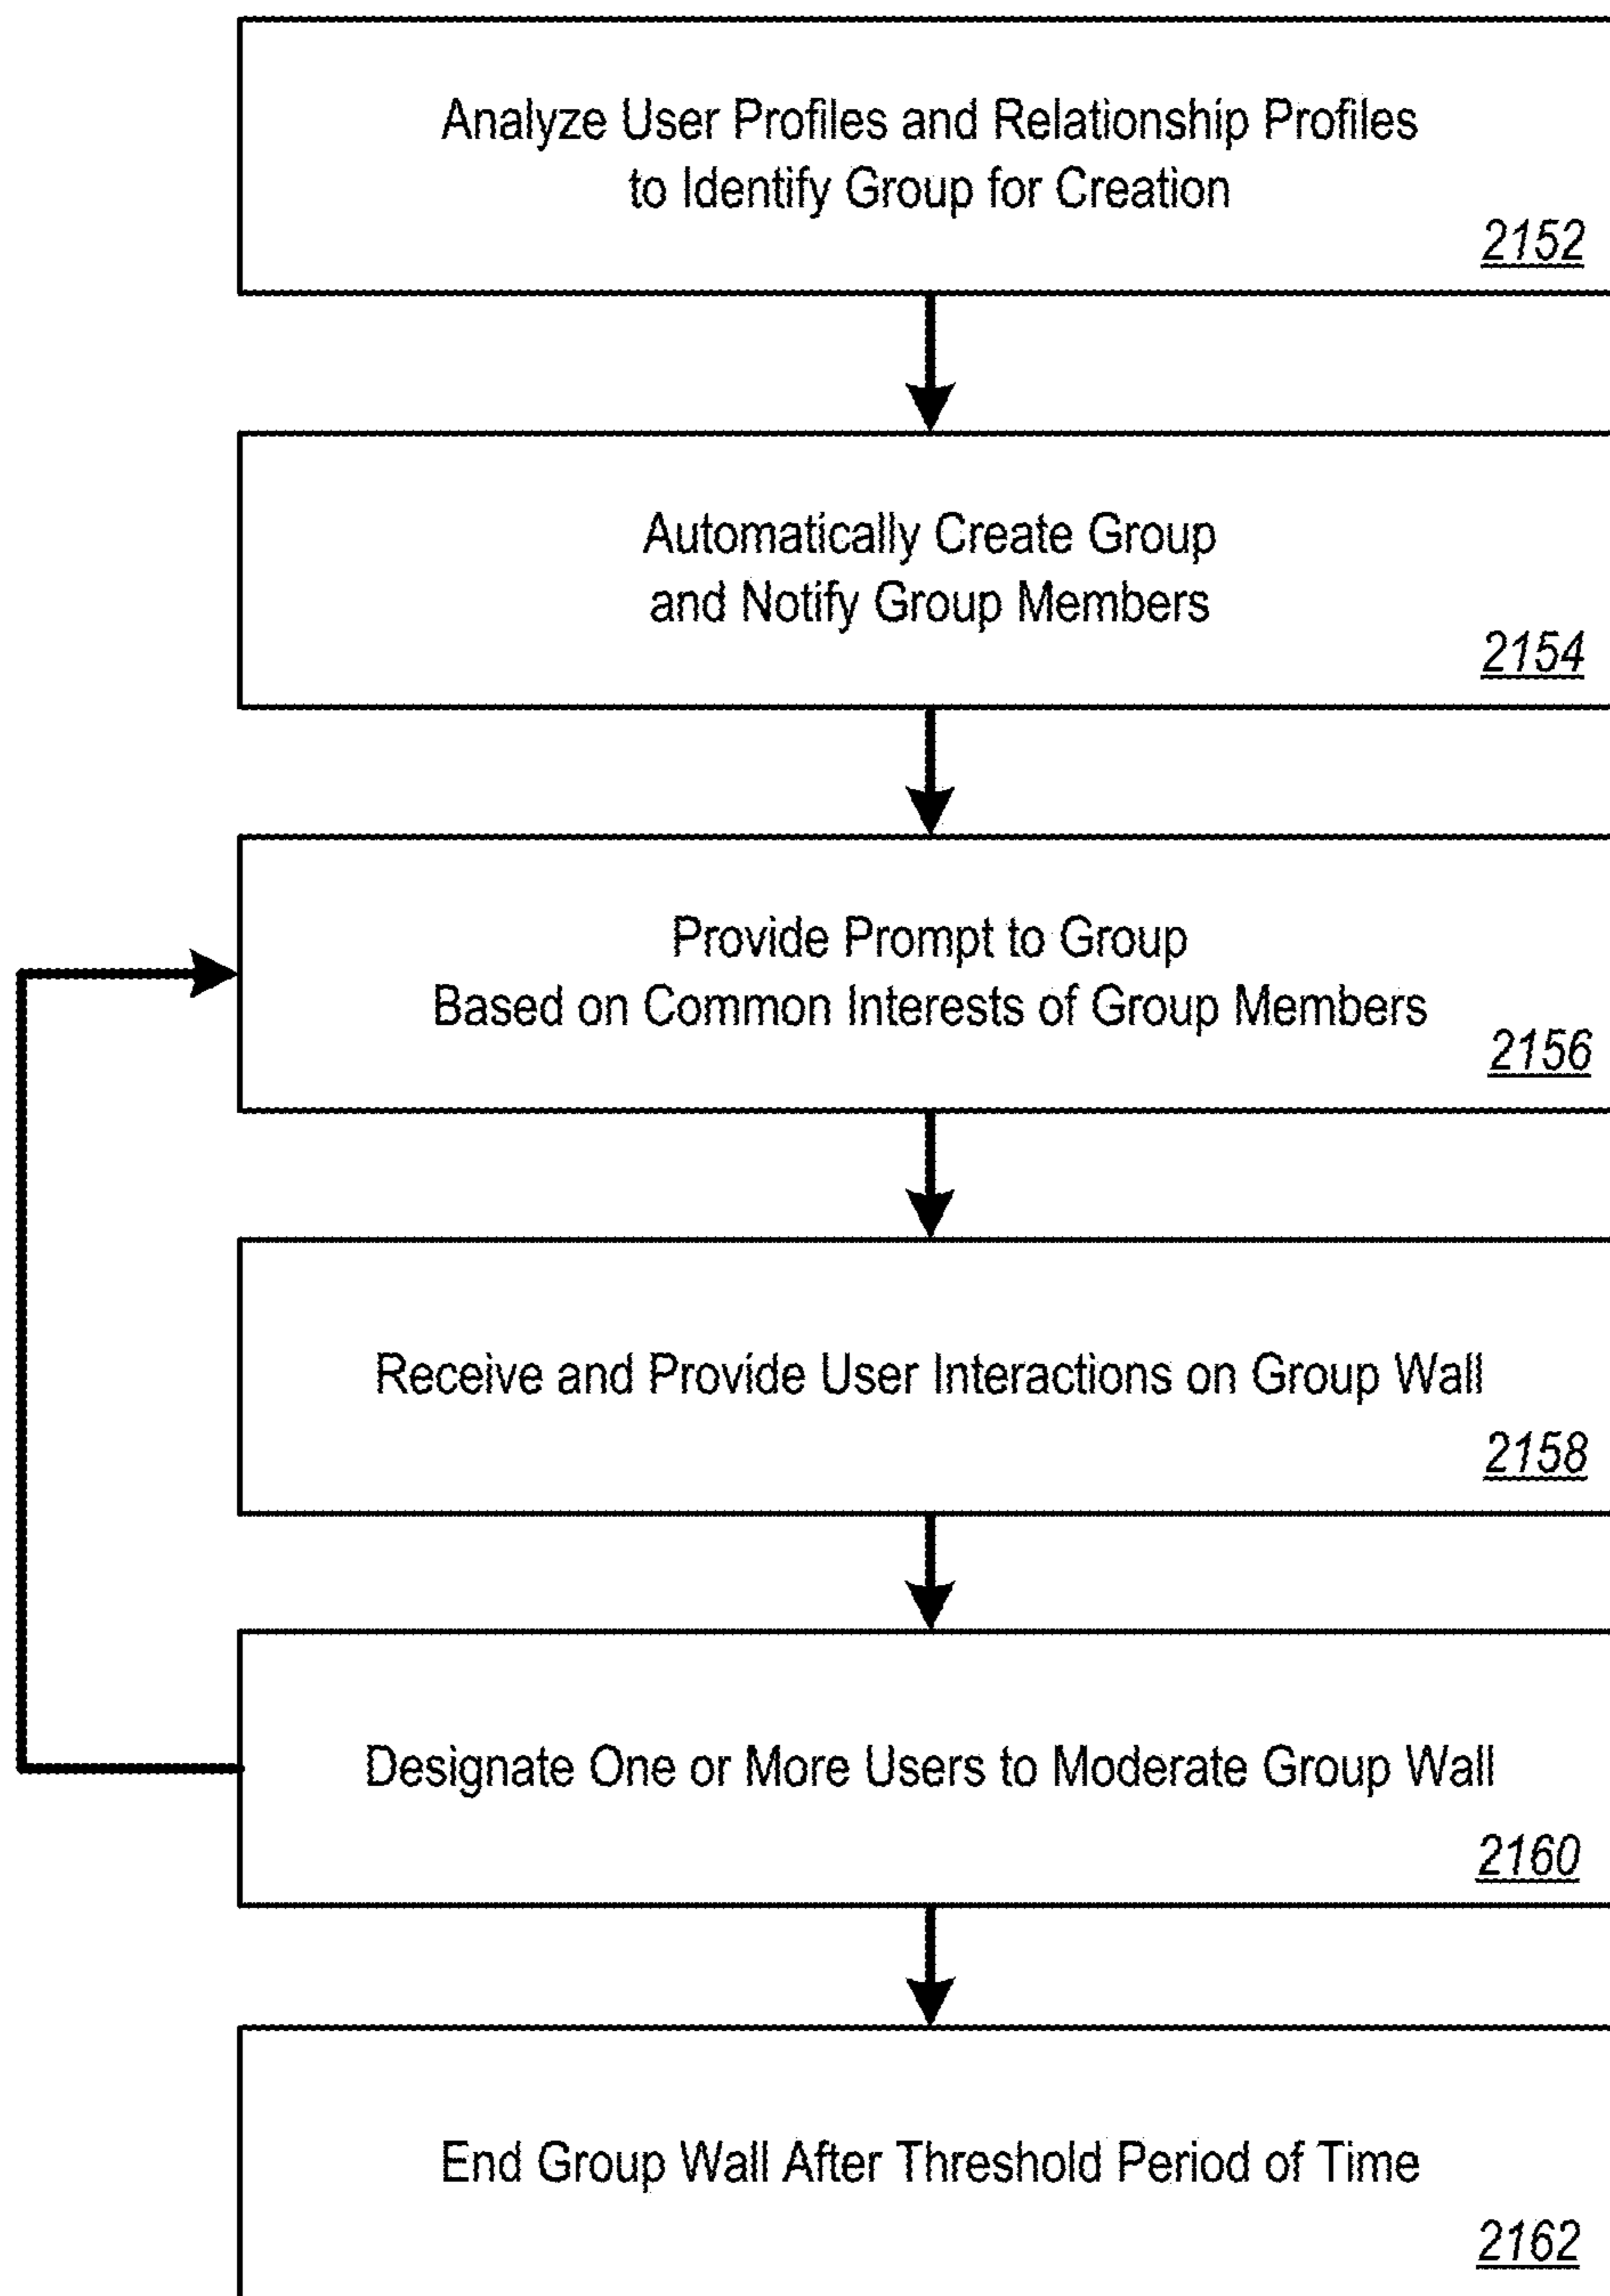 Analyze User Profiles and Relationship Profiles
to Identify Group for Creation
2152
Automatically Create Group
and Notify Group Members
2154
Provide Prompt to Group
Based on Common Interests of Group Members
2156
Receive and Provide User Interactions on Group Wall
2158
Designate One or More Users to Moderate Group Wall
2160
End Group Wall After Threshold Period of Time
2162